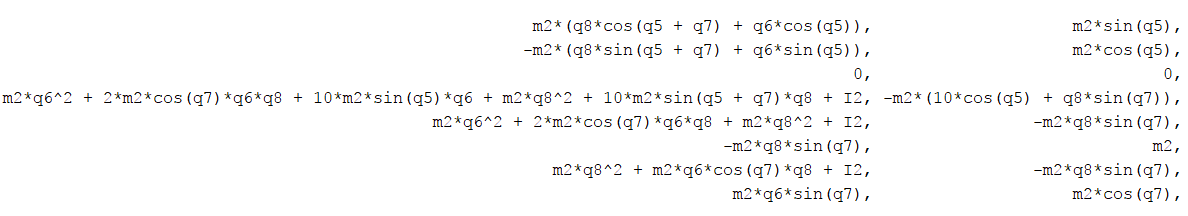 m2*(q8*cos(q5 + q7) + q6*cos(q5)), m2*sin(q5),
-m2*(q8*sin(q5 + q7) + q6*sin(q5)), m2*cos(q5),
0, 0,
m2*q6^2 + 2*m2*cos(q7)*q6*q8 + 10*m2*sin(q5)*q6 + m2*q8^2 + 10*m2*sin(q5 + q7)*q8 + I2, -m2*(10*cos(q5) + q8*sin(q7)),
m2*q6^2 + 2*m2*cos(q7)*q6*q8 + m2*q8^2 + I2, -m2*q8*sin(q7),
-m2*q8*sin(q7), m2,
m2*q8^2 + m2*q6*cos(q7)*q8 + I2, -m2*q8*sin(q7),
m2*q6*sin(q7), m2*cos(q7),